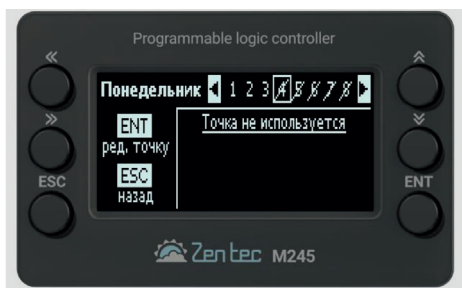 Programmable logic controller
Понедельник ◀ 1 2 3 4 5 6 7 8 ▶
ENT
ред. точку
ESC
назад
Точка не используется
«
»
ESC
ENT
Zentec M245